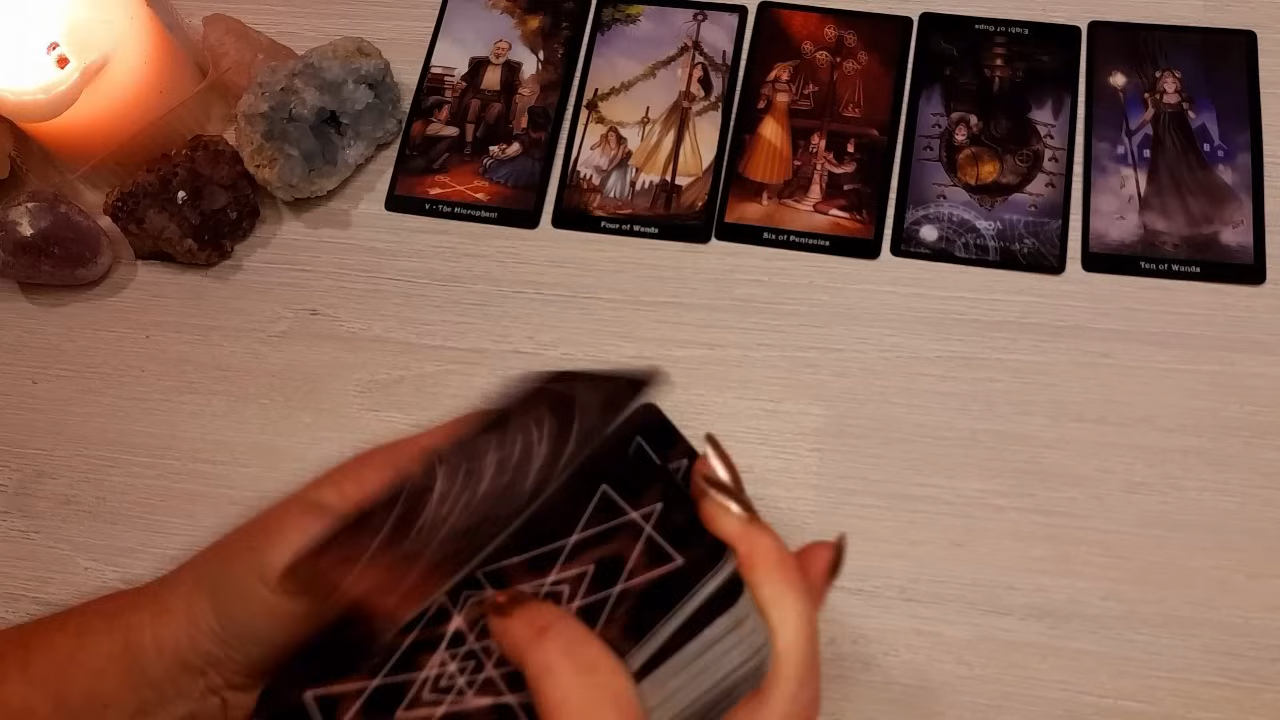 V - The Hierophant
Four of Wands
Six of Pentacles
Eight of Cups
Ten of Wands